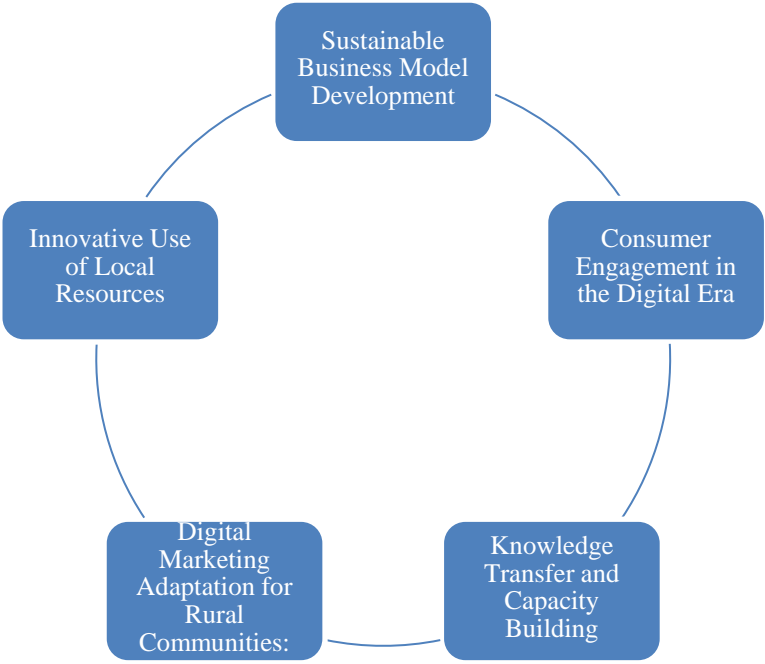 Sustainable
Business Model
Development
Consumer
Engagement in
the Digital Era
Knowledge
Transfer and
Capacity
Building
Digital
Marketing
Adaptation for
Rural
Communities:
Innovative Use
of Local
Resources